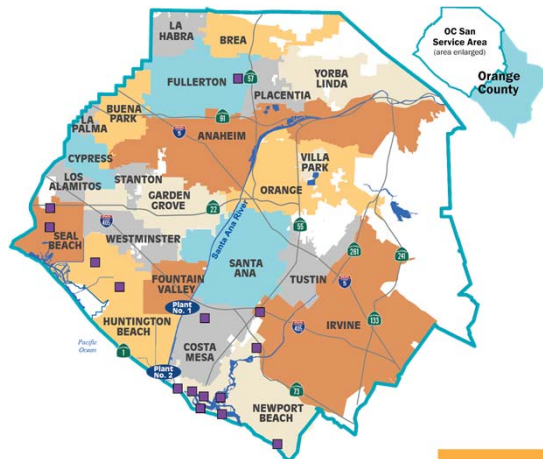 OC San
Service Area
(area enlarged)
Orange
County
LA
HABRA
BREA
FULLERTON
57
PLACENTIA
YORBA
LINDA
BUENA
PARK
LA
PALMA
91
5
ANAHEIM
CYPRESS
VILLA
PARK
LOS
ALAMITOS
STANTON
GARDEN
GROVE
ORANGE
22
405
55
SEAL
BEACH
WESTMINSTER
Santa Ana River
SANTA
ANA
261
241
FOUNTAIN
VALLEY
TUSTIN
5
Plant
No. 1
HUNTINGTON
BEACH
405
IRVINE
133
Pacific
Ocean
1
COSTA
MESA
Plant
No. 2
73
NEWPORT
BEACH